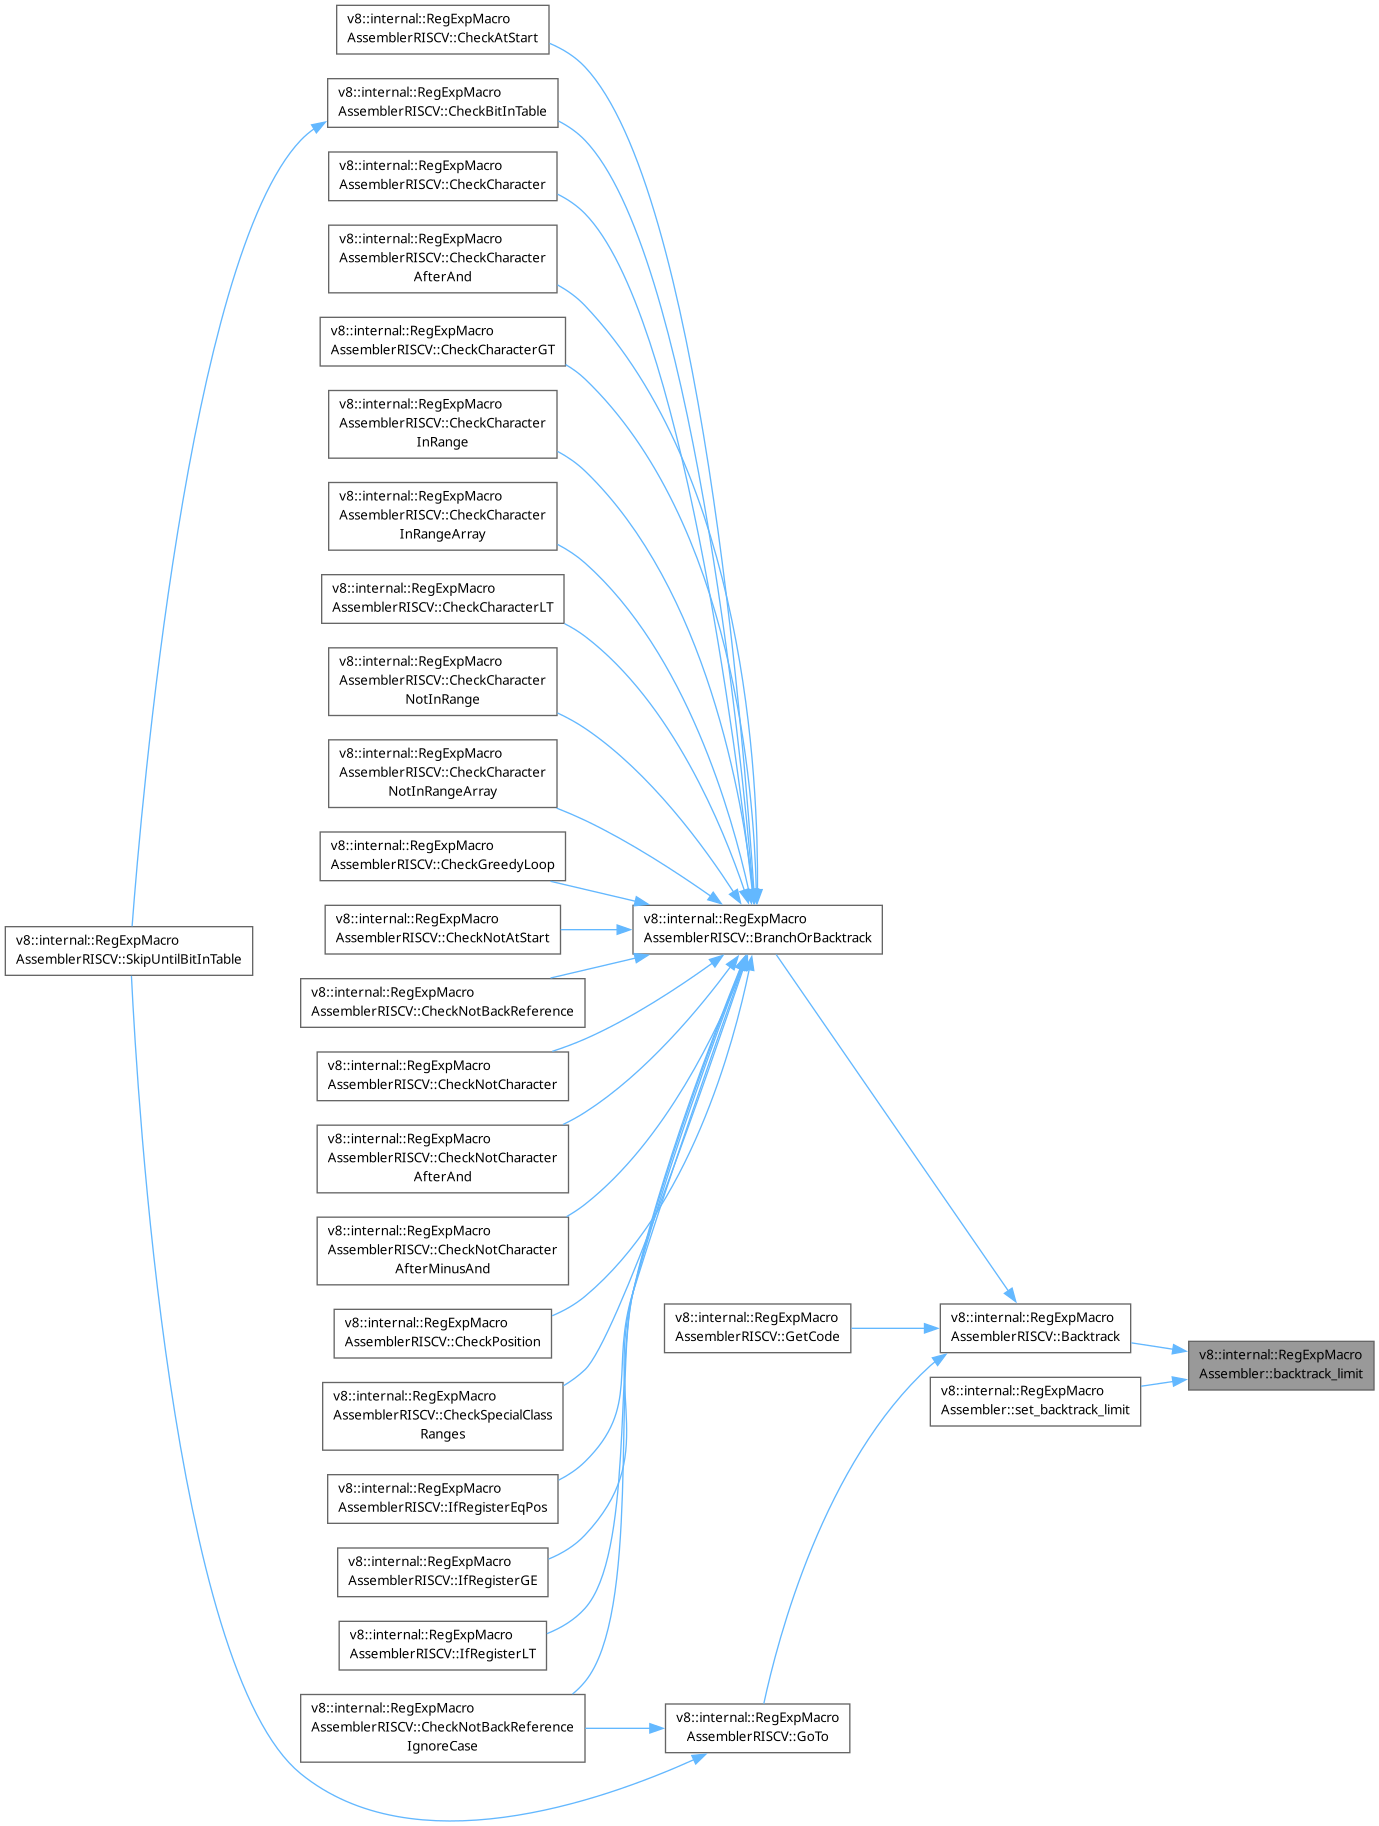 v8::internal::RegExpMacro
AssemblerRISCV::CheckAtStart
v8::internal::RegExpMacro
AssemblerRISCV::CheckBitInTable
v8::internal::RegExpMacro
AssemblerRISCV::CheckCharacter
v8::internal::RegExpMacro
AssemblerRISCV::CheckCharacter
AfterAnd
v8::internal::RegExpMacro
AssemblerRISCV::CheckCharacterGT
v8::internal::RegExpMacro
AssemblerRISCV::CheckCharacter
InRange
v8::internal::RegExpMacro
AssemblerRISCV::CheckCharacter
InRangeArray
v8::internal::RegExpMacro
AssemblerRISCV::CheckCharacterLT
v8::internal::RegExpMacro
AssemblerRISCV::CheckCharacter
NotInRange
v8::internal::RegExpMacro
AssemblerRISCV::CheckCharacter
NotInRangeArray
v8::internal::RegExpMacro
AssemblerRISCV::CheckGreedyLoop
v8::internal::RegExpMacro
AssemblerRISCV::SkipUntilBitInTable
v8::internal::RegExpMacro
AssemblerRISCV::CheckNotAtStart
v8::internal::RegExpMacro
AssemblerRISCV::BranchOrBacktrack
v8::internal::RegExpMacro
AssemblerRISCV::CheckNotBackReference
v8::internal::RegExpMacro
AssemblerRISCV::CheckNotCharacter
v8::internal::RegExpMacro
AssemblerRISCV::CheckNotCharacter
AfterAnd
v8::internal::RegExpMacro
AssemblerRISCV::CheckNotCharacter
AfterMinusAnd
v8::internal::RegExpMacro
AssemblerRISCV::CheckPosition
v8::internal::RegExpMacro
AssemblerRISCV::GetCode
v8::internal::RegExpMacro
AssemblerRISCV::Backtrack
v8::internal::RegExpMacro
Assembler::backtrack_limit
v8::internal::RegExpMacro
Assembler::set_backtrack_limit
v8::internal::RegExpMacro
AssemblerRISCV::CheckSpecialClass
Ranges
v8::internal::RegExpMacro
AssemblerRISCV::IfRegisterEqPos
v8::internal::RegExpMacro
AssemblerRISCV::IfRegisterGE
v8::internal::RegExpMacro
AssemblerRISCV::IfRegisterLT
v8::internal::RegExpMacro
AssemblerRISCV::CheckNotBackReference
IgnoreCase
v8::internal::RegExpMacro
AssemblerRISCV::GoTo